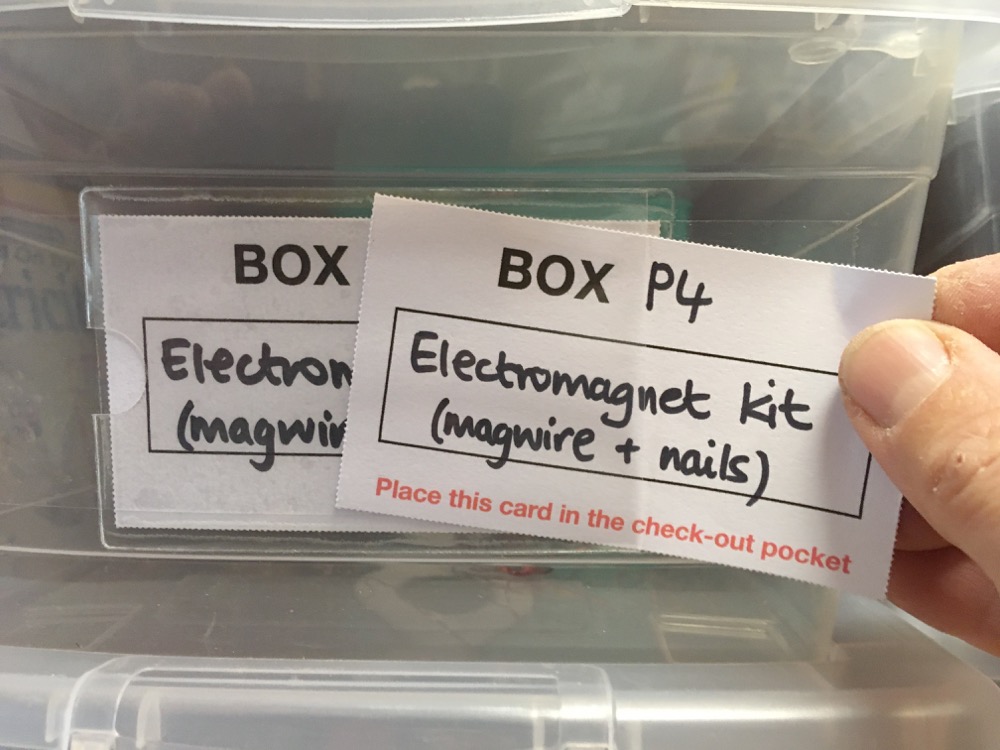 BOX
Electrom
(magwir
BOX P4
Electromagnet kit
(magwire + nails)
Place this card in the check-out pocket